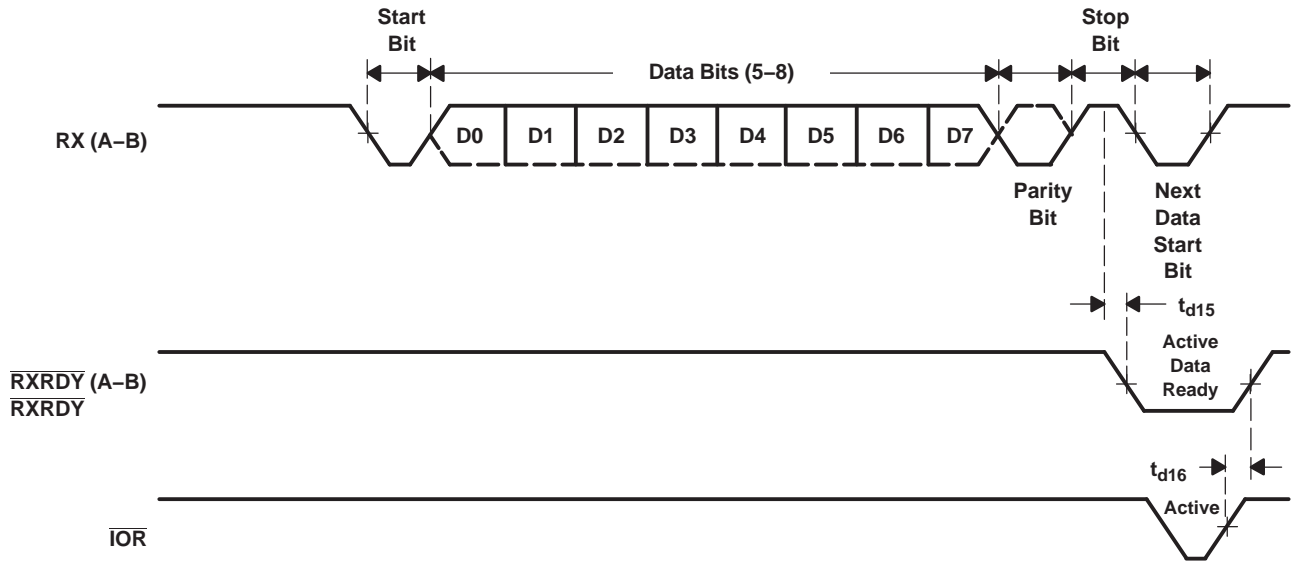 Start
Bit
Stop
Bit
Data Bits (5–8)
RX (A–B)
D0 D1 D2 D3 D4 D5 D6 D7
Parity
Bit
Next
Data
Start
Bit
td15
RXRDY (A–B)
RXRDY
Active
Data
Ready
td16
IOR
Active